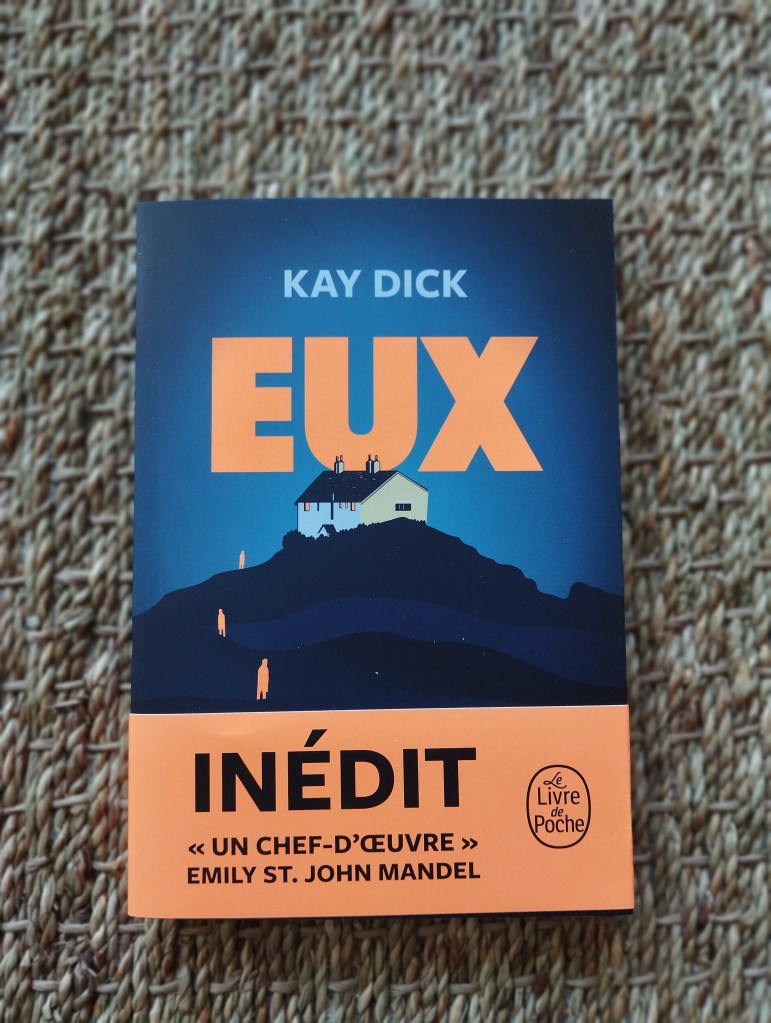 KAY DICK
EUX
INÉDIT
« UN CHEF-D'ŒUVRE »
EMILY ST. JOHN MANDEL
Le
Livre
de
Poche